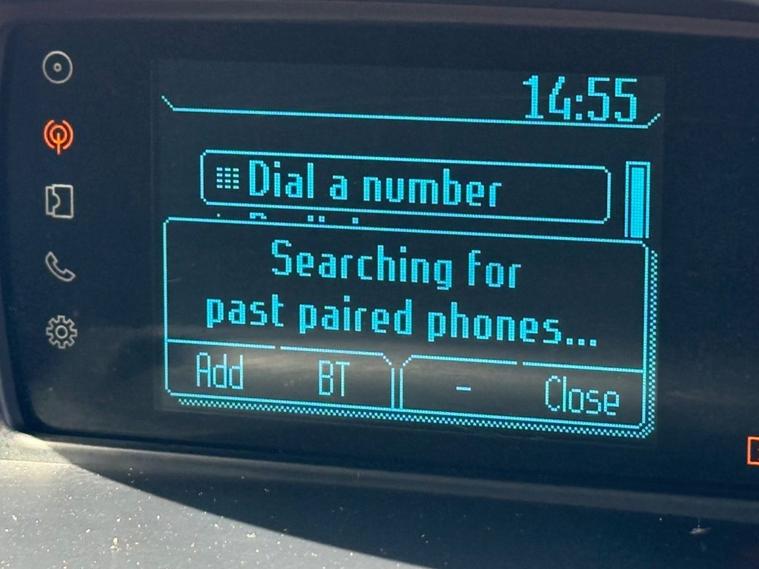 14:55
Dial a number
Searching for
past paired phones...
Add BT - Close